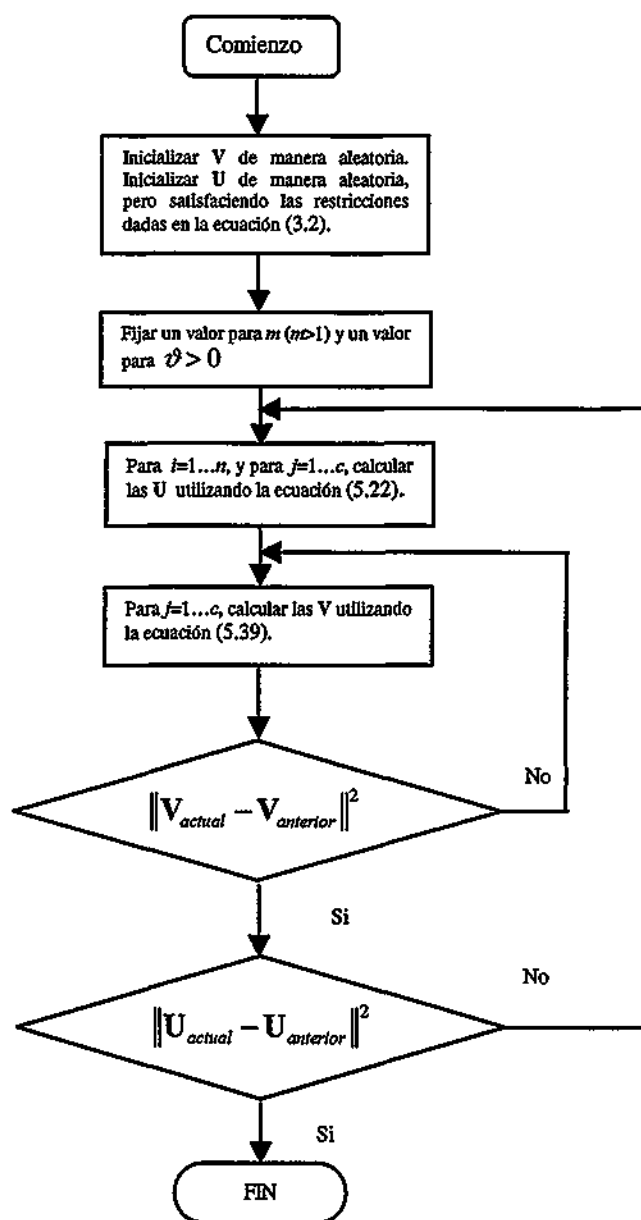 Comienzo
Inicializar V de manera aleatoria.
Inicializar U de manera aleatoria,
pero satisfaciendo las restricciones
dadas en la ecuación (3.2).
Fijar un valor para m (m>1) y un valor
para ϑ > 0
Para i=1...n, y para j=1...c, calcular
las U utilizando la ecuación (5.22).
Para j=1...c, calcular las V utilizando
la ecuación (5.39).
No
‖V_actual − V_anterior‖²
Si
No
‖U_actual − U_anterior‖²
Si
FIN